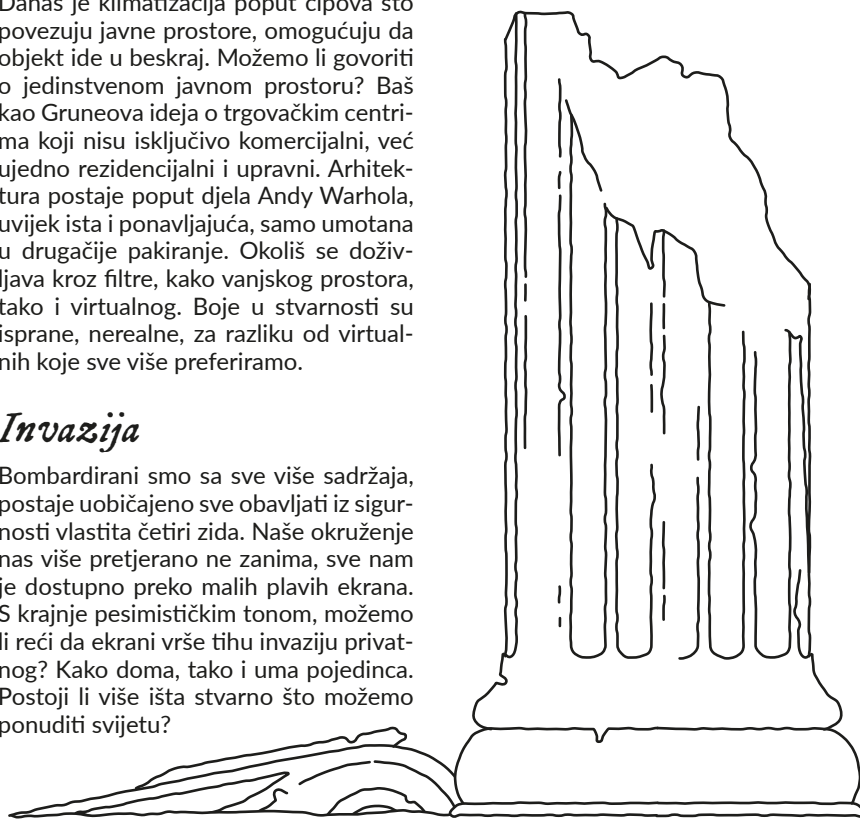 Danas je klimatizacija poput čipova što
povezuju javne prostore, omogućuju da
objekt ide u beskraj. Možemo li govoriti
o jedinstvenom javnom prostoru? Baš
kao Gruneova ideja o trgovačkim centri-
ma koji nisu isključivo komercijalni, već
ujedno rezidencijalni i upravni. Arhitek-
tura postaje poput djela Andy Warhola,
uvijek ista i ponavljajuća, samo umotana
u drugačije pakiranje. Okoliš se doživ-
ljava kroz filtre, kako vanjskog prostora,
tako i virtualnog. Boje u stvarnosti su
isprane, nerealne, za razliku od virtual-
nih koje sve više preferiramo.
Invazija
Bombardirani smo sa sve više sadržaja,
postaje uobičajeno sve obavljati iz sigur-
nosti vlastita četiri zida. Naše okruženje
nas više pretjerano ne zanima, sve nam
je dostupno preko malih plavih ekrana.
S krajnje pesimističkim tonom, možemo
li reći da ekrani vrše tihu invaziju privat-
nog? Kako doma, tako i uma pojedinca.
Postoji li više išta stvarno što možemo
ponuditi svijetu?